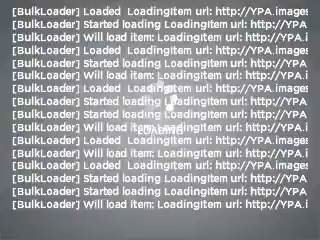 [BulkLoader] Loaded LoadingItem url: http://YPA.images
[BulkLoader] Started loading LoadingItem url: http://YPA
[BulkLoader] Will load item: LoadingItem url: http://YPA.i
[BulkLoader] Loaded LoadingItem url: http://YPA.images
[BulkLoader] Started loading LoadingItem url: http://YPA
[BulkLoader] Will load item: LoadingItem url: http://YPA.i
[BulkLoader] Loaded LoadingItem url: http://YPA.images
[BulkLoader] Started loading LoadingItem url: http://YPA
[BulkLoader] Started loading LoadingItem url: http://YPA
[BulkLoader] Will load item: LoadingItem url: http://YPA.i
LOADING
[BulkLoader] Loaded LoadingItem url: http://YPA.images
[BulkLoader] Will load item: LoadingItem url: http://YPA.i
[BulkLoader] Loaded LoadingItem url: http://YPA.images
[BulkLoader] Started loading LoadingItem url: http://YPA
[BulkLoader] Started loading LoadingItem url: http://YPA
[BulkLoader] Will load item: LoadingItem url: http://YPA.i